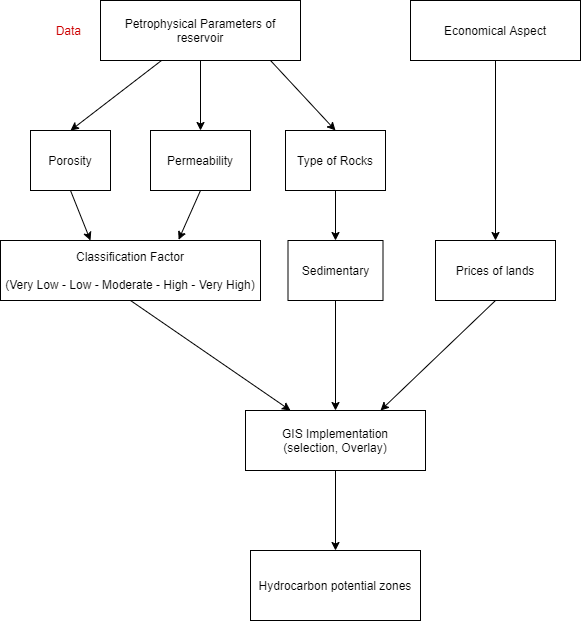 Data
Petrophysical Parameters of
reservoir
Economical Aspect
Porosity
Permeability
Type of Rocks
Classification Factor
(Very Low - Low - Moderate - High - Very High)
Sedimentary
Prices of lands
GIS Implementation
(selection, Overlay)
Hydrocarbon potential zones